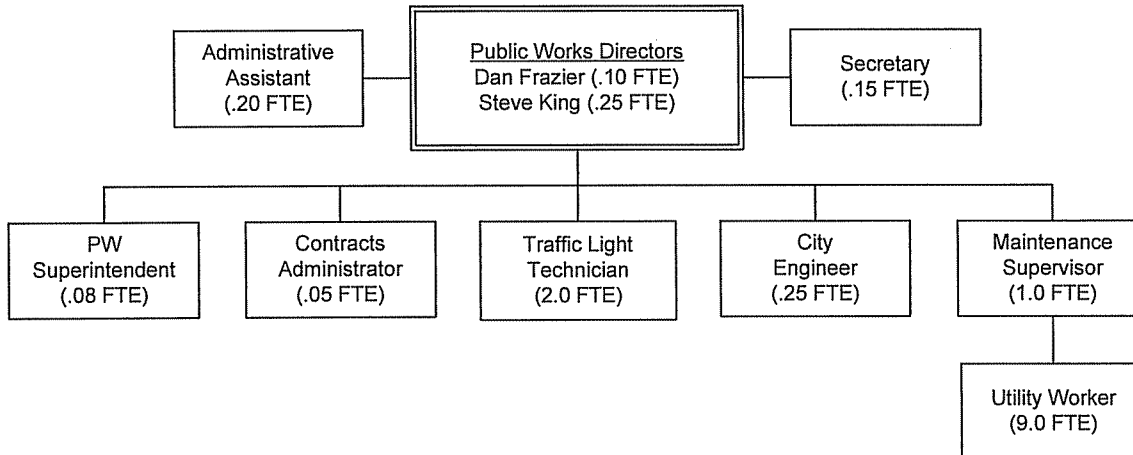 Administrative
Assistant
(.20 FTE)
Public Works Directors
Dan Frazier (.10 FTE)
Steve King (.25 FTE)
Secretary
(.15 FTE)
PW
Superintendent
(.08 FTE)
Contracts
Administrator
(.05 FTE)
Traffic Light
Technician
(2.0 FTE)
City
Engineer
(.25 FTE)
Maintenance
Supervisor
(1.0 FTE)
Utility Worker
(9.0 FTE)